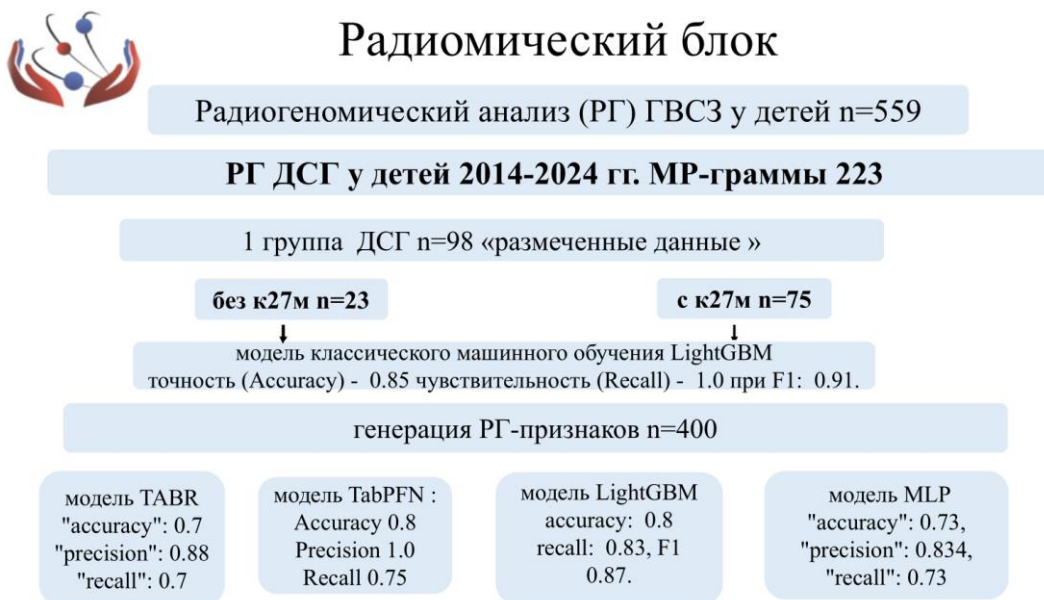 Радиомический блок
Радиогеномический анализ (РГ) ГВСЗ у детей n=559
РГ ДСГ у детей 2014-2024 гг. МР-граммы 223
1 группа ДСГ n=98 «размеченные данные »
без к27м n=23
с к27м n=75
модель классического машинного обучения LightGBM
точность (Accuracy) - 0.85 чувствительность (Recall) - 1.0 при F1: 0.91.
генерация РГ-признаков n=400
модель TABR
"accuracy": 0.7
"precision": 0.88
"recall": 0.7
модель TabPFN :
Accuracy 0.8
Precision 1.0
Recall 0.75
модель LightGBM
accuracy: 0.8
recall: 0.83, F1
0.87.
модель MLP
"accuracy": 0.73,
"precision": 0.834,
"recall": 0.73